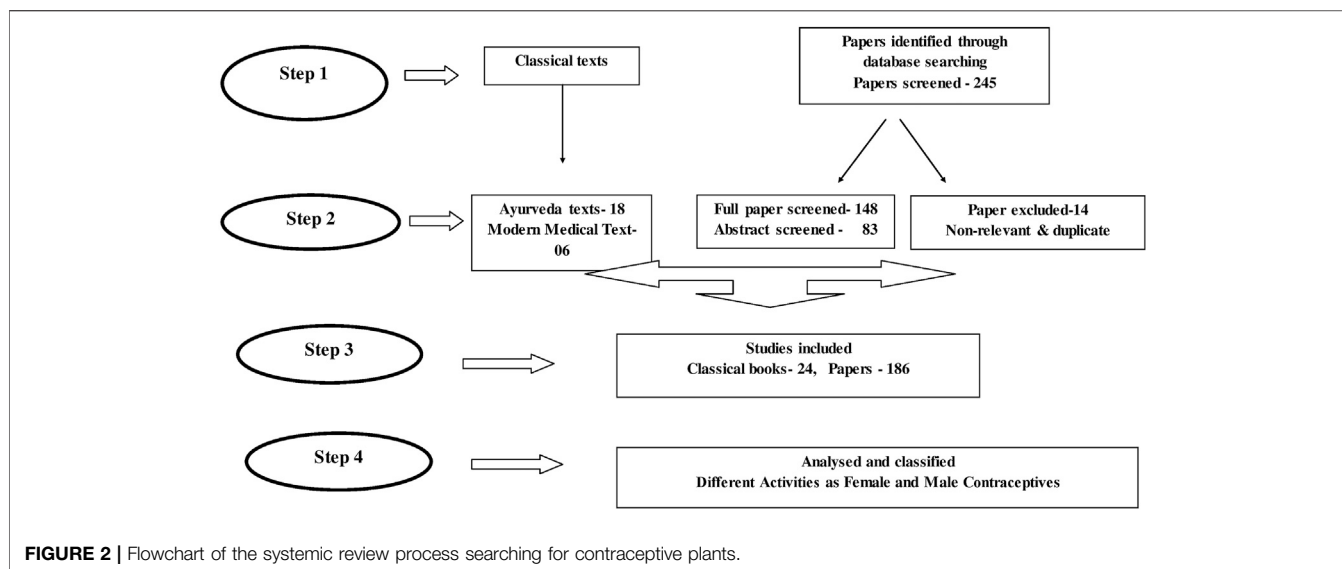 Step 1
Classical texts
Papers identified through
database searching
Papers screened - 245
Step 2
Ayurveda texts- 18
Modern Medical Text-
06
Full paper screened- 148
Abstract screened - 83
Paper excluded-14
Non-relevant & duplicate
Step 3
Studies included
Classical books- 24, Papers - 186
Step 4
Analysed and classified
Different Activities as Female and Male Contraceptives
FIGURE 2 | Flowchart of the systemic review process searching for contraceptive plants.